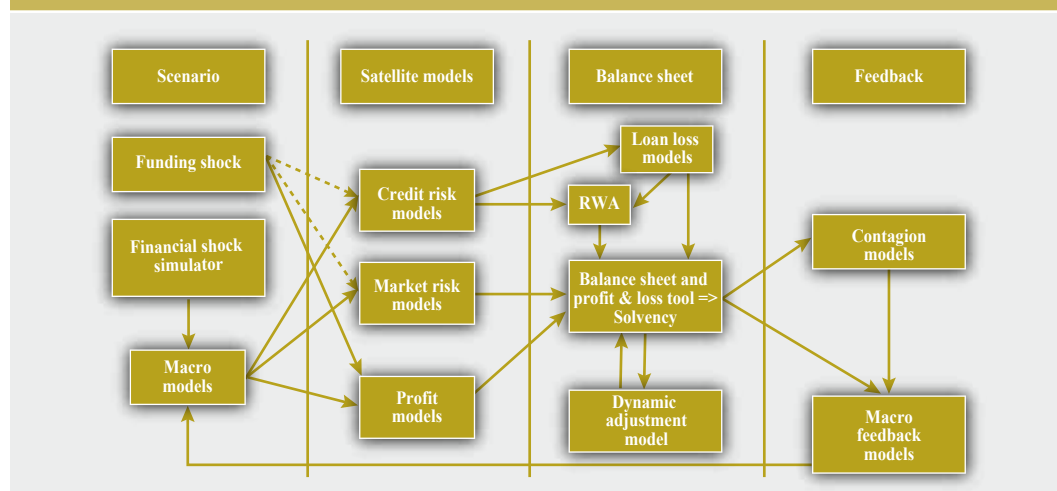 Scenario
Satellite models
Balance sheet
Feedback
Funding shock
Financial shock
simulator
Macro
models
Credit risk
models
Market risk
models
Profit
models
Loan loss
models
RWA
Balance sheet and
profit & loss tool =>
Solvency
Dynamic
adjustment
model
Contagion
models
Macro
feedback
models